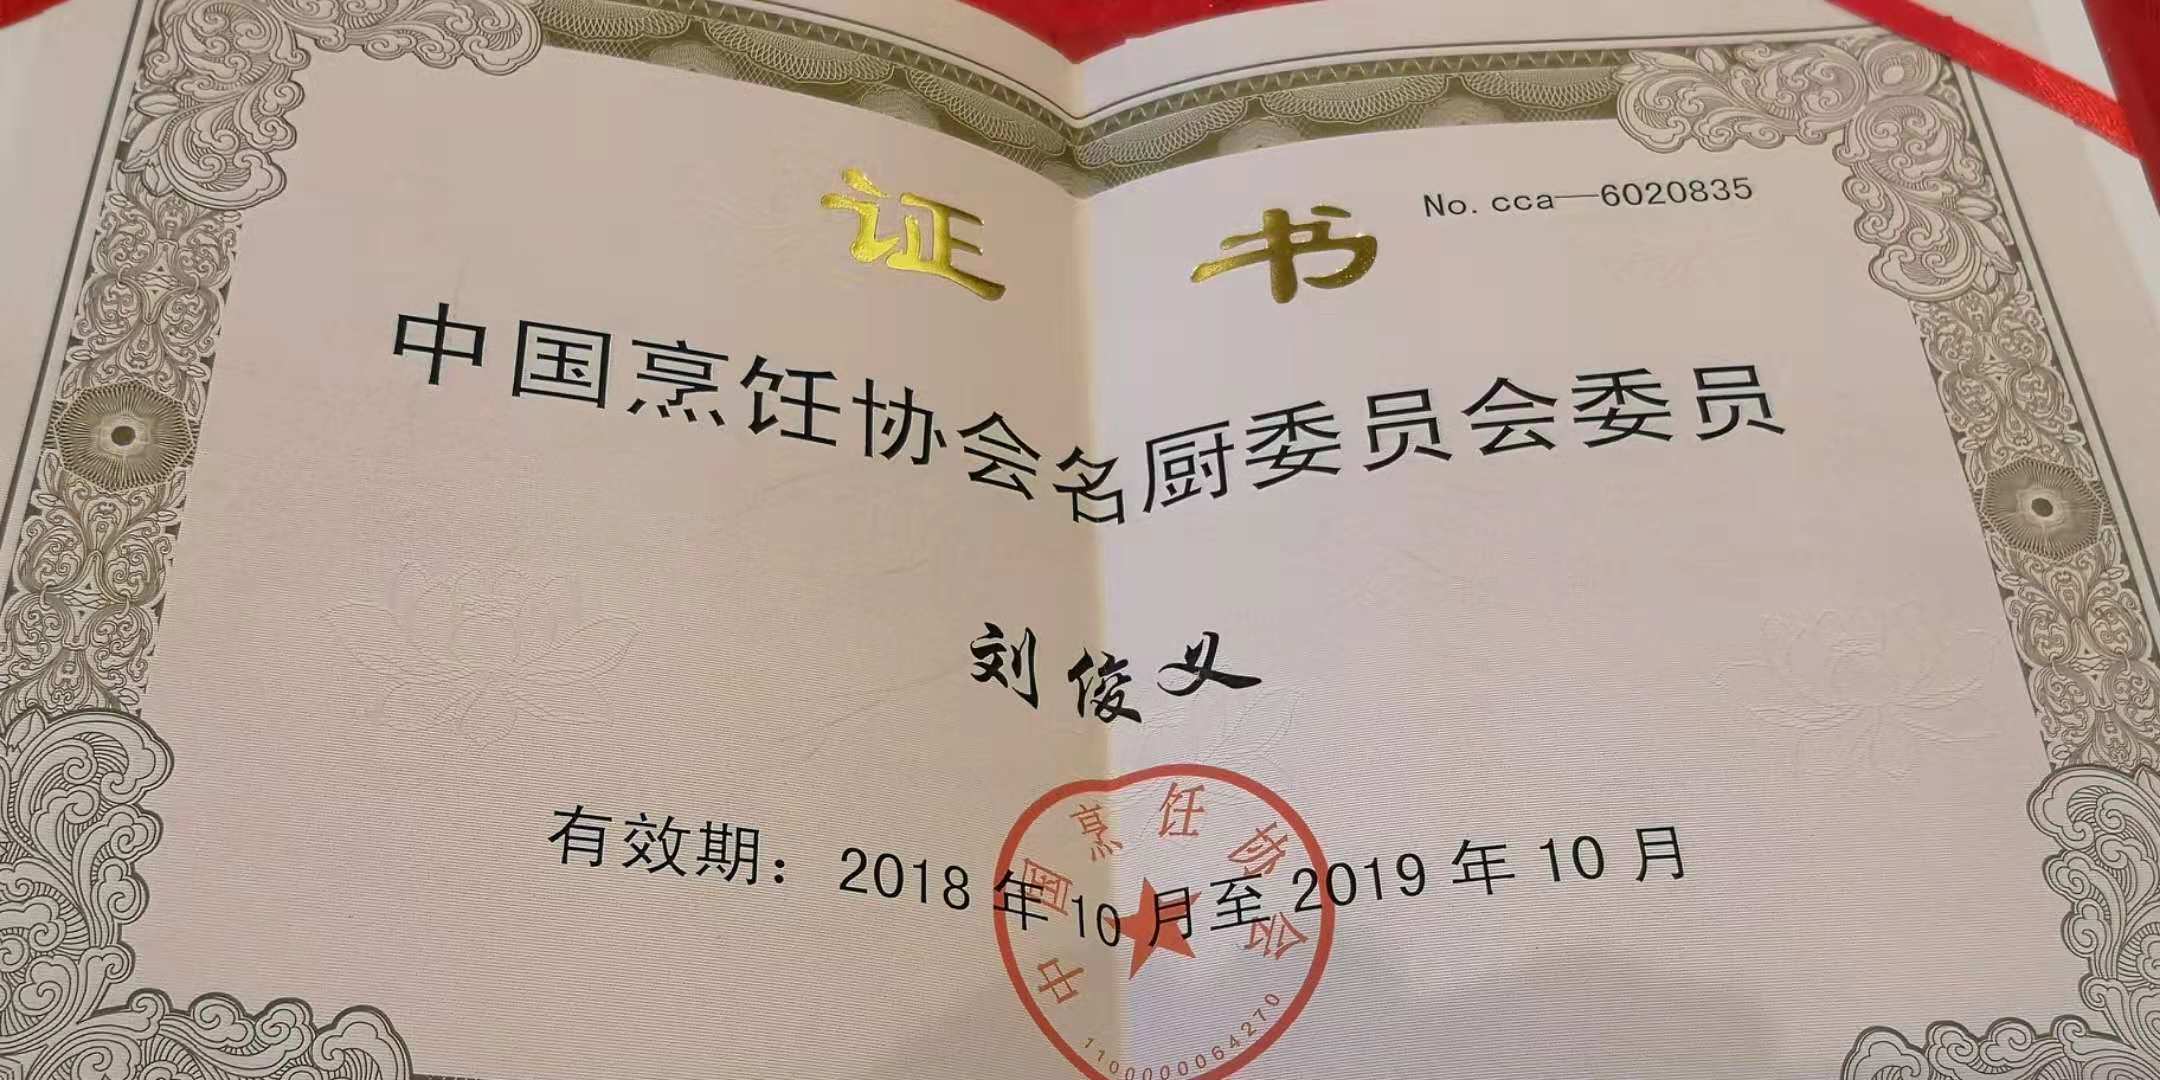 证 书
No. cca—6020835
中国烹饪协会名厨委员会委员
刘俊义
有效期：2018 年 10 月至 2019 年 10 月
中国烹饪协会
1100000064270